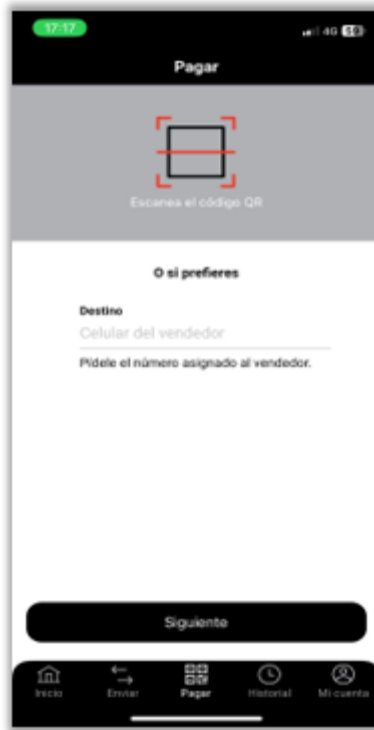 17:17
4G 59
Pagar
Escanea el código QR
O si prefieres
Destino
Celular del vendedor
Pídele el número asignado al vendedor.
Siguiente
Inicio Enviar Pagar Historial Mi cuenta